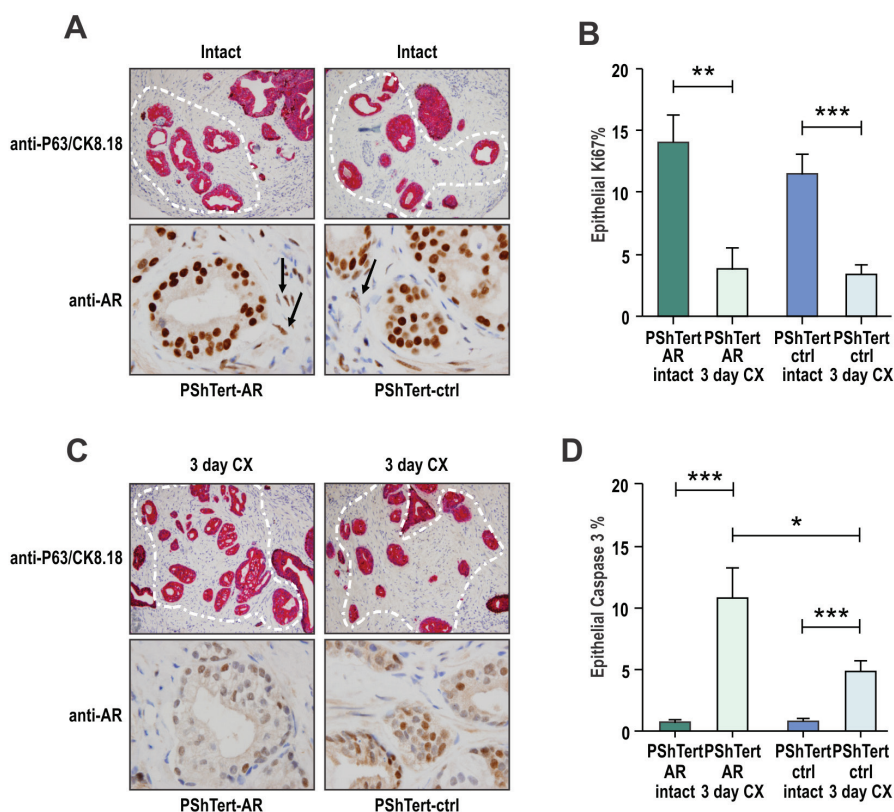 A
Intact
Intact
anti-P63/CK8.18
anti-AR
PShTert-AR
PShTert-ctrl
B
Epithelial Ki67%
20
15
10
5
0
**
***
PShTert
AR
intact
PShTert
AR
3 day CX
PShTert
ctrl
intact
PShTert
ctrl
3 day CX
C
3 day CX
3 day CX
anti-P63/CK8.18
anti-AR
PShTert-AR
PShTert-ctrl
D
Epithelial Caspase 3 %
20
15
10
5
0
***
*
***
PShTert
AR
intact
PShTert
AR
3 day CX
PShTert
ctrl
intact
PShTert
ctrl
3 day CX